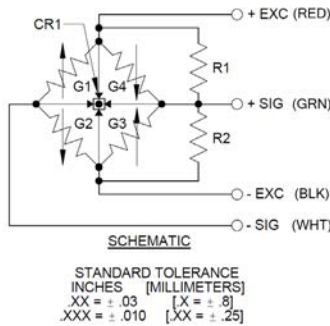 CR1
+ EXC (RED)
R1
G1 G4
+ SIG (GRN)
G2 G3
R2
- EXC (BLK)
- SIG (WHT)
SCHEMATIC
STANDARD TOLERANCE
INCHES [MILLIMETERS]
.XX = ± .03 [.X = ± .8]
.XXX = ± .010 [.XX = ± .25]